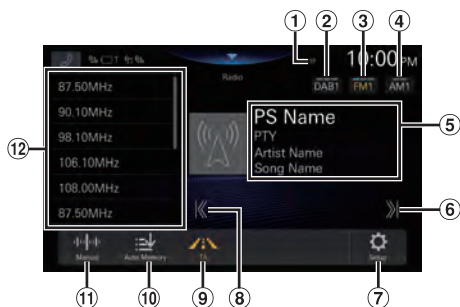 1
2
3
4
10:00 PM
Radio
DAB1
FM1
AM1
87.50MHz
90.10MHz
98.10MHz
106.10MHz
108.00MHz
87.50MHz
PS Name
PTY
Artist Name
Song Name
5
12
6
Manual
Auto Memory
TA
Setup
11
10
9
8
7